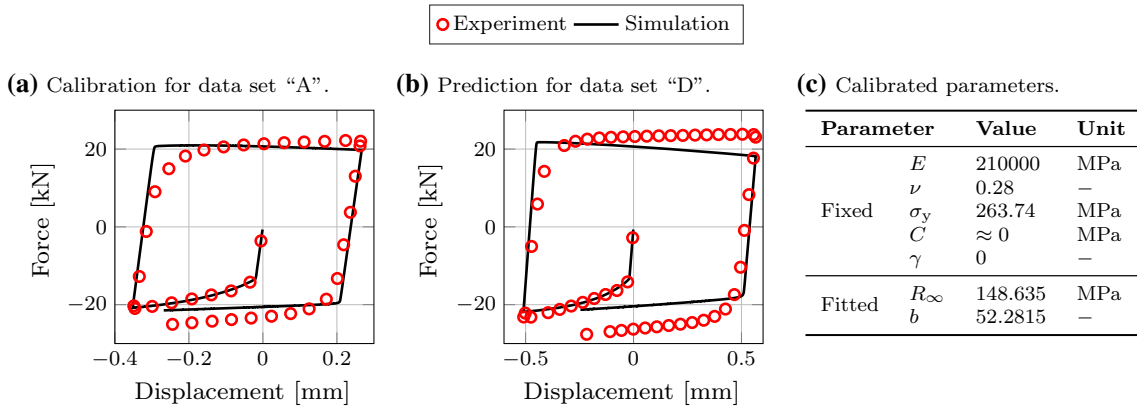 Experiment Simulation
(a) Calibration for data set “A”.
(b) Prediction for data set “D”.
(c) Calibrated parameters.
20
0
−20
−0.4 −0.2 0 0.2
Force [kN]
Displacement [mm]
20
0
−20
−0.5 0 0.5
Force [kN]
Displacement [mm]
Parameter Value Unit
E 210000 MPa
ν 0.28 −
Fixed σy 263.74 MPa
C ≈ 0 MPa
γ 0 −
Fitted R∞ 148.635 MPa
b 52.2815 −